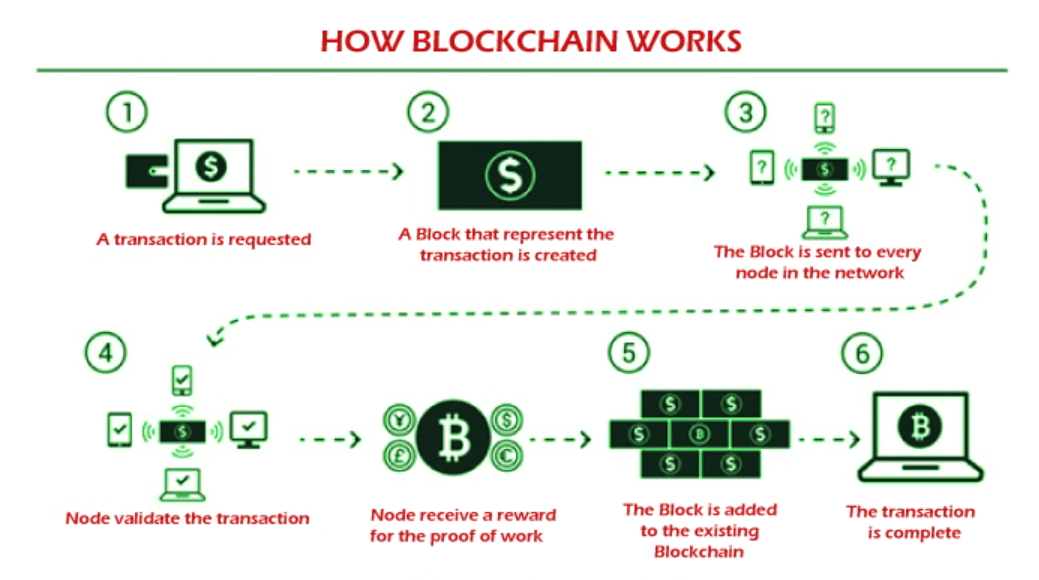 HOW BLOCKCHAIN WORKS
1
2
3
$
$
?
?
$
?
?
A transaction is requested
A Block that represent the
transaction is created
The Block is sent to every
node in the network
4
5
6
$
¥
$
£
€
B
$
$
$
B
$
$
$
B
Node validate the transaction
Node receive a reward
for the proof of work
The Block is added
to the existing
Blockchain
The transaction
is complete